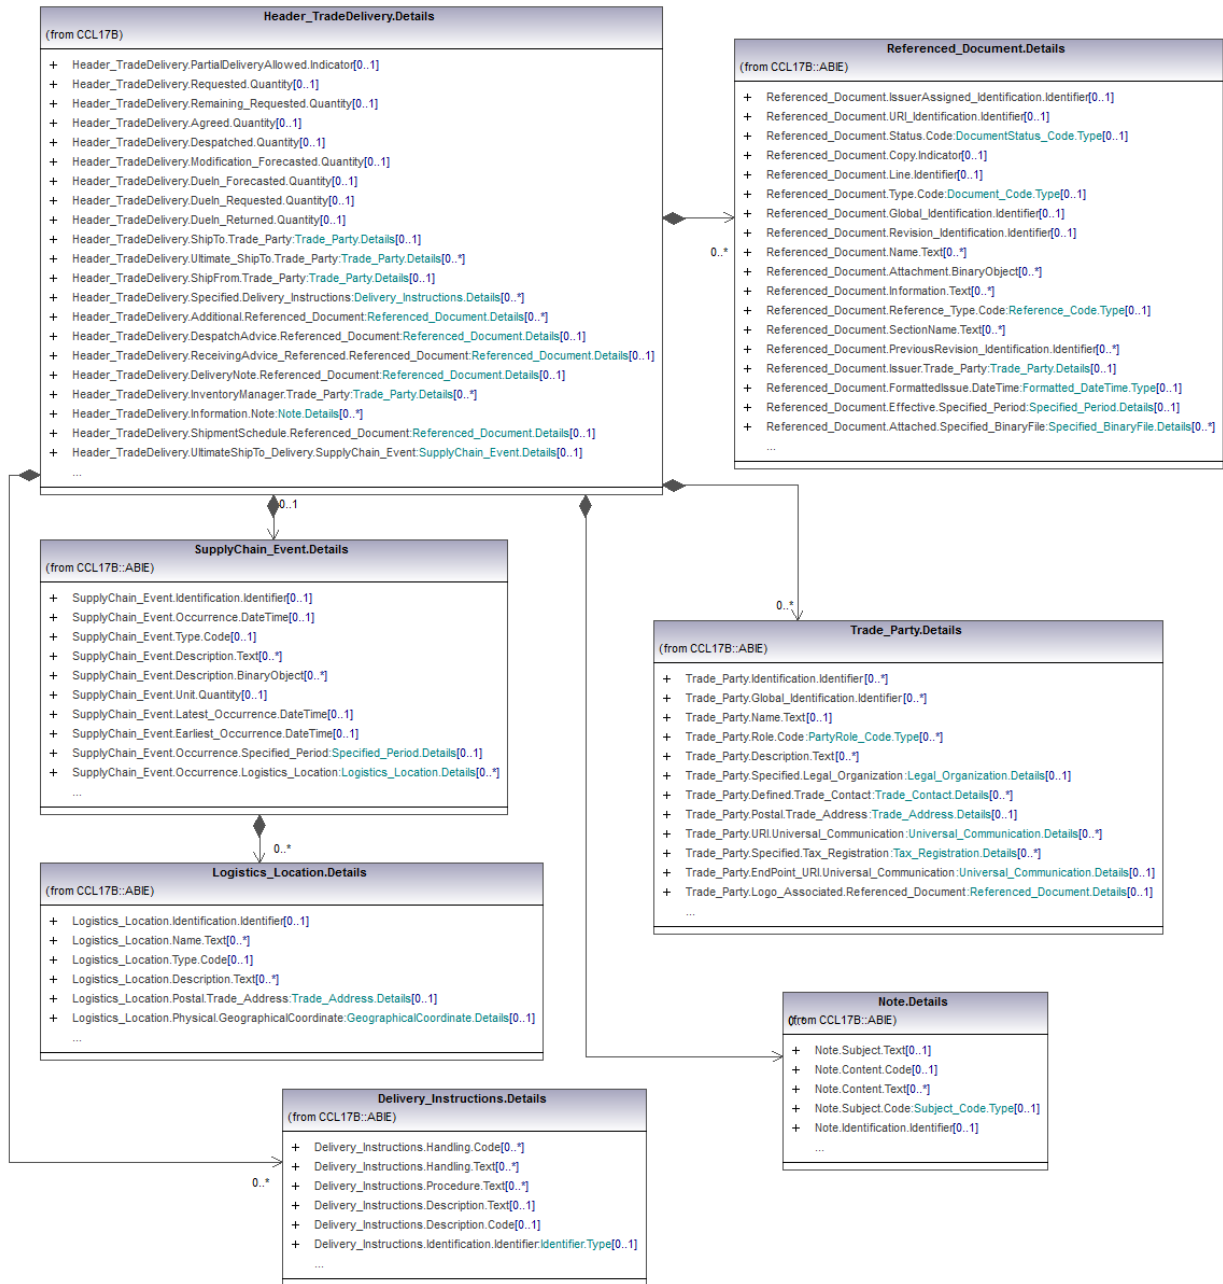 Header_TradeDelivery.Details
(from CCL17B)
+ Header_TradeDelivery.PartialDeliveryAllowed.Indicator[0..1]
+ Header_TradeDelivery.Requested.Quantity[0..1]
+ Header_TradeDelivery.Remaining_Requested.Quantity[0..1]
+ Header_TradeDelivery.Agreed.Quantity[0..1]
+ Header_TradeDelivery.Despatched.Quantity[0..1]
+ Header_TradeDelivery.Modification_Forecasted.Quantity[0..1]
+ Header_TradeDelivery.DueIn_Forecasted.Quantity[0..1]
+ Header_TradeDelivery.DueIn_Requested.Quantity[0..1]
+ Header_TradeDelivery.DueIn_Returned.Quantity[0..1]
+ Header_TradeDelivery.ShipTo.Trade_Party:Trade_Party.Details[0..1]
+ Header_TradeDelivery.Ultimate_ShipTo.Trade_Party:Trade_Party.Details[0..*]
+ Header_TradeDelivery.ShipFrom.Trade_Party:Trade_Party.Details[0..1]
+ Header_TradeDelivery.Specified.Delivery_Instructions:Delivery_Instructions.Details[0..*]
+ Header_TradeDelivery.Additional.Referenced_Document:Referenced_Document.Details[0..*]
+ Header_TradeDelivery.DespatchAdvice.Referenced_Document:Referenced_Document.Details[0..1]
+ Header_TradeDelivery.ReceivingAdvice_Referenced.Referenced_Document:Referenced_Document.Details[0..1]
+ Header_TradeDelivery.DeliveryNote.Referenced_Document:Referenced_Document.Details[0..1]
+ Header_TradeDelivery.InventoryManager.Trade_Party:Trade_Party.Details[0..*]
+ Header_TradeDelivery.Information.Note:Note.Details[0..*]
+ Header_TradeDelivery.ShipmentSchedule.Referenced_Document:Referenced_Document.Details[0..1]
+ Header_TradeDelivery.UltimateShipTo_Delivery.SupplyChain_Event:SupplyChain_Event.Details[0..1]
...
Referenced_Document.Details
(from CCL17B::ABIE)
+ Referenced_Document.IssuerAssigned_Identification.Identifier[0..1]
+ Referenced_Document.URI_Identification.Identifier[0..1]
+ Referenced_Document.Status.Code:DocumentStatus_Code.Type[0..1]
+ Referenced_Document.Copy.Indicator[0..1]
+ Referenced_Document.Line.Identifier[0..1]
+ Referenced_Document.Type.Code:Document_Code.Type[0..1]
+ Referenced_Document.Global_Identification.Identifier[0..1]
+ Referenced_Document.Revision_Identification.Identifier[0..1]
+ Referenced_Document.Name.Text[0..*]
+ Referenced_Document.Attachment.BinaryObject[0..*]
+ Referenced_Document.Information.Text[0..*]
+ Referenced_Document.Reference_Type.Code:Reference_Code.Type[0..1]
+ Referenced_Document.SectionName.Text[0..*]
+ Referenced_Document.PreviousRevision_Identification.Identifier[0..*]
+ Referenced_Document.Issuer.Trade_Party:Trade_Party.Details[0..1]
+ Referenced_Document.FormattedIssue.DateTime:Formatted_DateTime.Type[0..1]
+ Referenced_Document.Effective.Specified_Period:Specified_Period.Details[0..1]
+ Referenced_Document.Attached.Specified_BinaryFile:Specified_BinaryFile.Details[0..*]
...
0..*
0..1
SupplyChain_Event.Details
(from CCL17B::ABIE)
+ SupplyChain_Event.Identification.Identifier[0..1]
+ SupplyChain_Event.Occurrence.DateTime[0..1]
+ SupplyChain_Event.Type.Code[0..1]
+ SupplyChain_Event.Description.Text[0..*]
+ SupplyChain_Event.Description.BinaryObject[0..*]
+ SupplyChain_Event.Unit.Quantity[0..1]
+ SupplyChain_Event.Latest_Occurrence.DateTime[0..1]
+ SupplyChain_Event.Earliest_Occurrence.DateTime[0..1]
+ SupplyChain_Event.Occurrence.Specified_Period:Specified_Period.Details[0..1]
+ SupplyChain_Event.Occurrence.Logistics_Location:Logistics_Location.Details[0..*]
...
0..*
Trade_Party.Details
(from CCL17B::ABIE)
+ Trade_Party.Identification.Identifier[0..*]
+ Trade_Party.Global_Identification.Identifier[0..*]
+ Trade_Party.Name.Text[0..1]
+ Trade_Party.Role.Code:PartyRole_Code.Type[0..*]
+ Trade_Party.Description.Text[0..*]
+ Trade_Party.Specified.Legal_Organization:Legal_Organization.Details[0..1]
+ Trade_Party.Defined.Trade_Contact:Trade_Contact.Details[0..*]
+ Trade_Party.Postal.Trade_Address:Trade_Address.Details[0..1]
+ Trade_Party.URI.Universal_Communication:Universal_Communication.Details[0..*]
+ Trade_Party.Specified.Tax_Registration:Tax_Registration.Details[0..*]
+ Trade_Party.EndPoint_URI.Universal_Communication:Universal_Communication.Details[0..1]
+ Trade_Party.Logo_Associated.Referenced_Document:Referenced_Document.Details[0..1]
...
0..*
Logistics_Location.Details
(from CCL17B::ABIE)
+ Logistics_Location.Identification.Identifier[0..1]
+ Logistics_Location.Name.Text[0..*]
+ Logistics_Location.Type.Code[0..1]
+ Logistics_Location.Description.Text[0..*]
+ Logistics_Location.Postal.Trade_Address:Trade_Address.Details[0..1]
+ Logistics_Location.Physical.GeographicalCoordinate:GeographicalCoordinate.Details[0..1]
...
Note.Details
(from CCL17B::ABIE)
+ Note.Subject.Text[0..1]
+ Note.Content.Code[0..1]
+ Note.Content.Text[0..*]
+ Note.Subject.Code:Subject_Code.Type[0..1]
+ Note.Identification.Identifier[0..1]
...
Delivery_Instructions.Details
(from CCL17B::ABIE)
+ Delivery_Instructions.Handling.Code[0..*]
+ Delivery_Instructions.Handling.Text[0..*]
+ Delivery_Instructions.Procedure.Text[0..*]
+ Delivery_Instructions.Description.Text[0..1]
+ Delivery_Instructions.Description.Code[0..1]
+ Delivery_Instructions.Identification.Identifier:Identifier.Type[0..1]
...
0..*